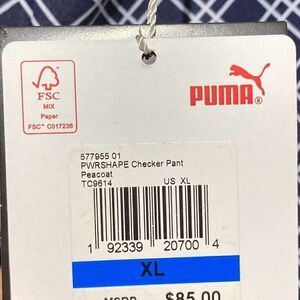 FSC
MIX
Paper
FSC® C017236
PUMA®
577955 01
PWRSHAPE Checker Pant
Peacoat
TC9614 US XL
1 92339 20700 4
XL
MSRP $85.00